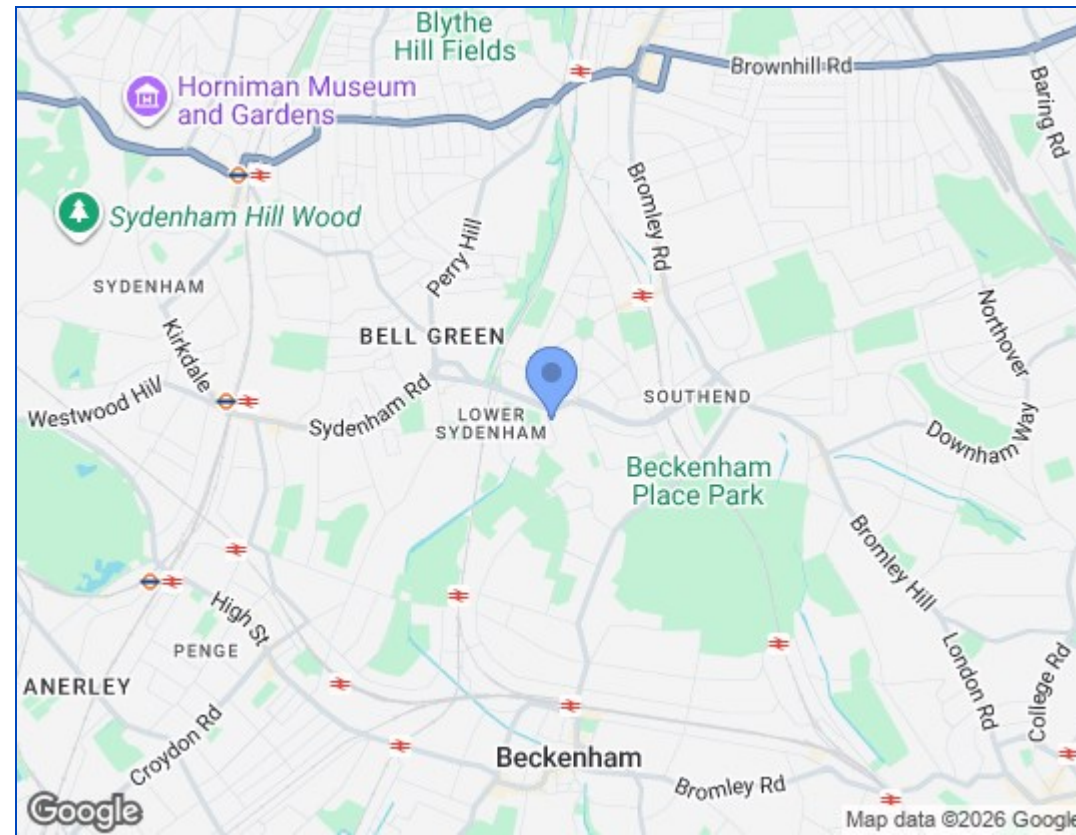 Blythe
Hill Fields
Brownhill Rd
Baring Rd
Horniman Museum
and Gardens
Sydenham Hill Wood
Bromley Rd
Perry Hill
SYDENHAM
Kirkdale
BELL GREEN
Northover
Westwood Hill
Sydenham Rd
LOWER
SYDENHAM
SOUTHEND
Downham Way
Beckenham
Place Park
Bromley Hill
High St
PENGE
London Rd
College Rd
ANERLEY
Croydon Rd
Beckenham
Bromley Rd
Google
Map data ©2026 Google